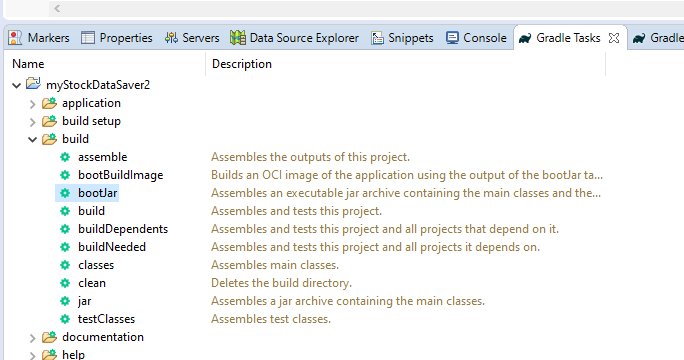 Markers Properties Servers Data Source Explorer Snippets Console Gradle Tasks Gradle
Name Description
myStockDataSaver2
application
build setup
build
assemble Assembles the outputs of this project.
bootBuildImage Builds an OCI image of the application using the output of the bootJar ta...
bootJar Assembles an executable jar archive containing the main classes and the...
build Assembles and tests this project.
buildDependents Assembles and tests this project and all projects that depend on it.
buildNeeded Assembles and tests this project and all projects it depends on.
classes Assembles main classes.
clean Deletes the build directory.
jar Assembles a jar archive containing the main classes.
testClasses Assembles test classes.
documentation
help